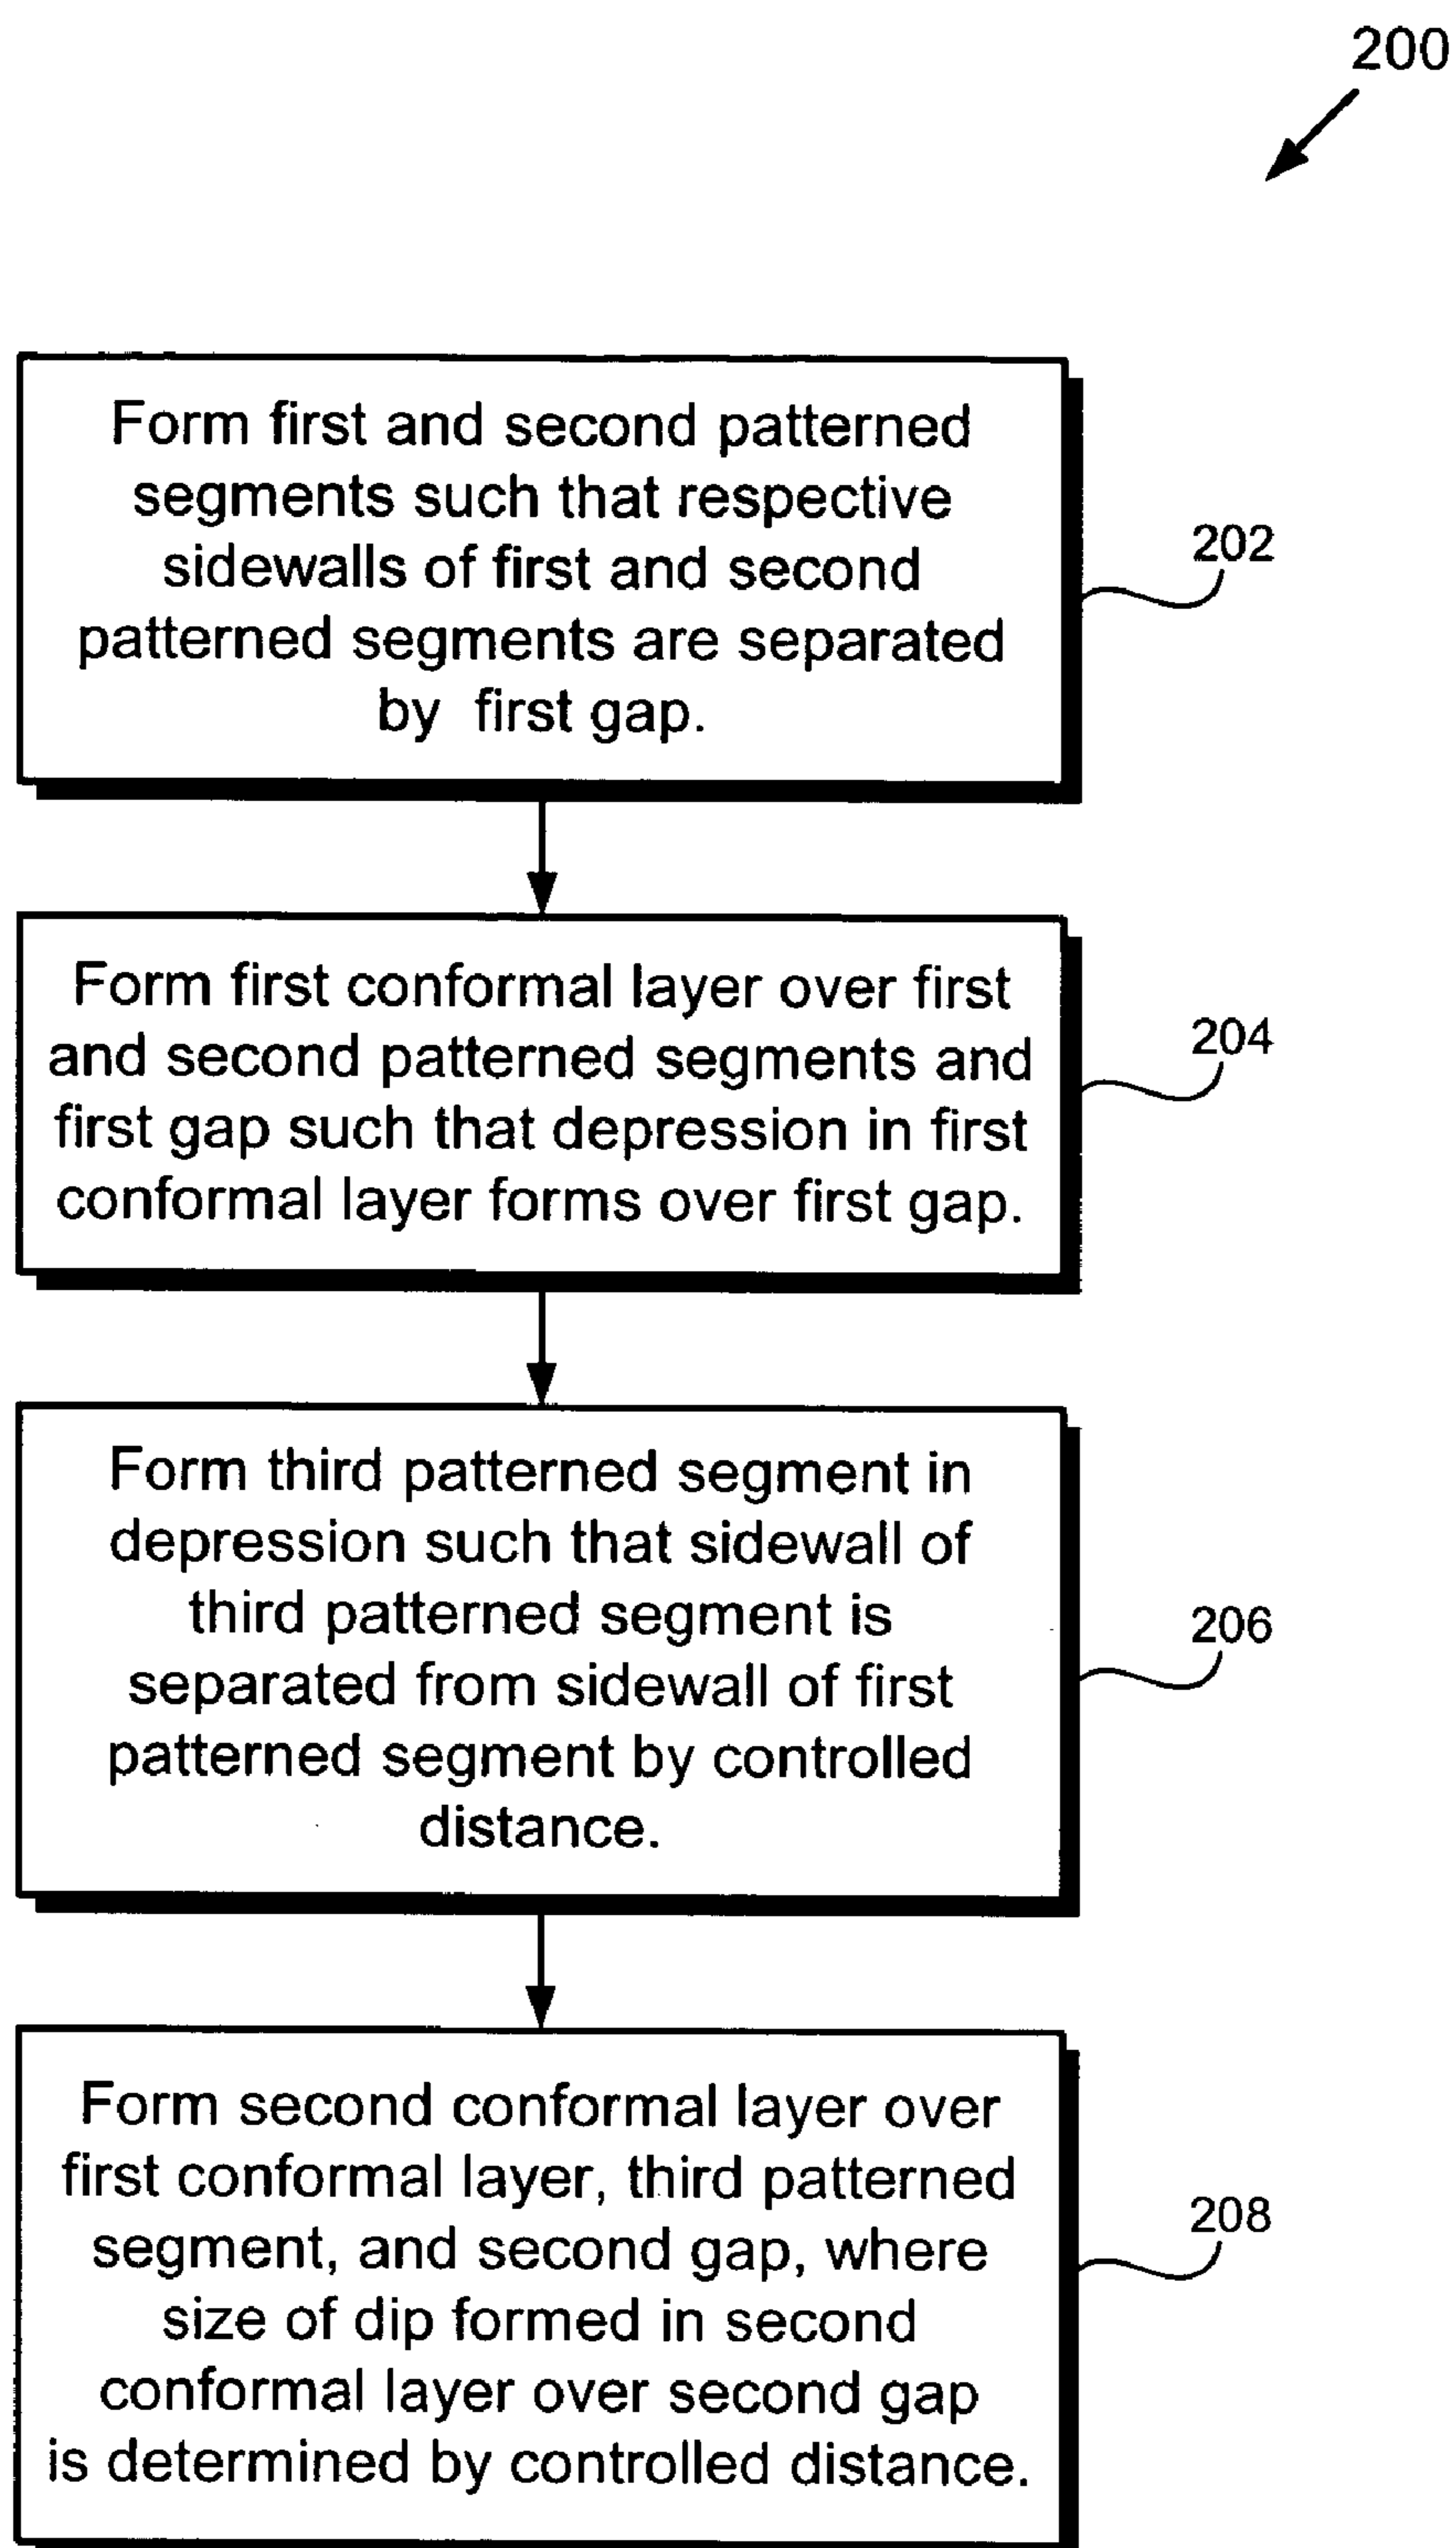 200
Form first and second patterned
segments such that respective
sidewalls of first and second
patterned segments are separated
by first gap.
202
Form first conformal layer over first
and second patterned segments and
first gap such that depression in first
conformal layer forms over first gap.
204
Form third patterned segment in
depression such that sidewall of
third patterned segment is
separated from sidewall of first
patterned segment by controlled
distance.
206
Form second conformal layer over
first conformal layer, third patterned
segment, and second gap, where
size of dip formed in second
conformal layer over second gap
is determined by controlled distance.
208